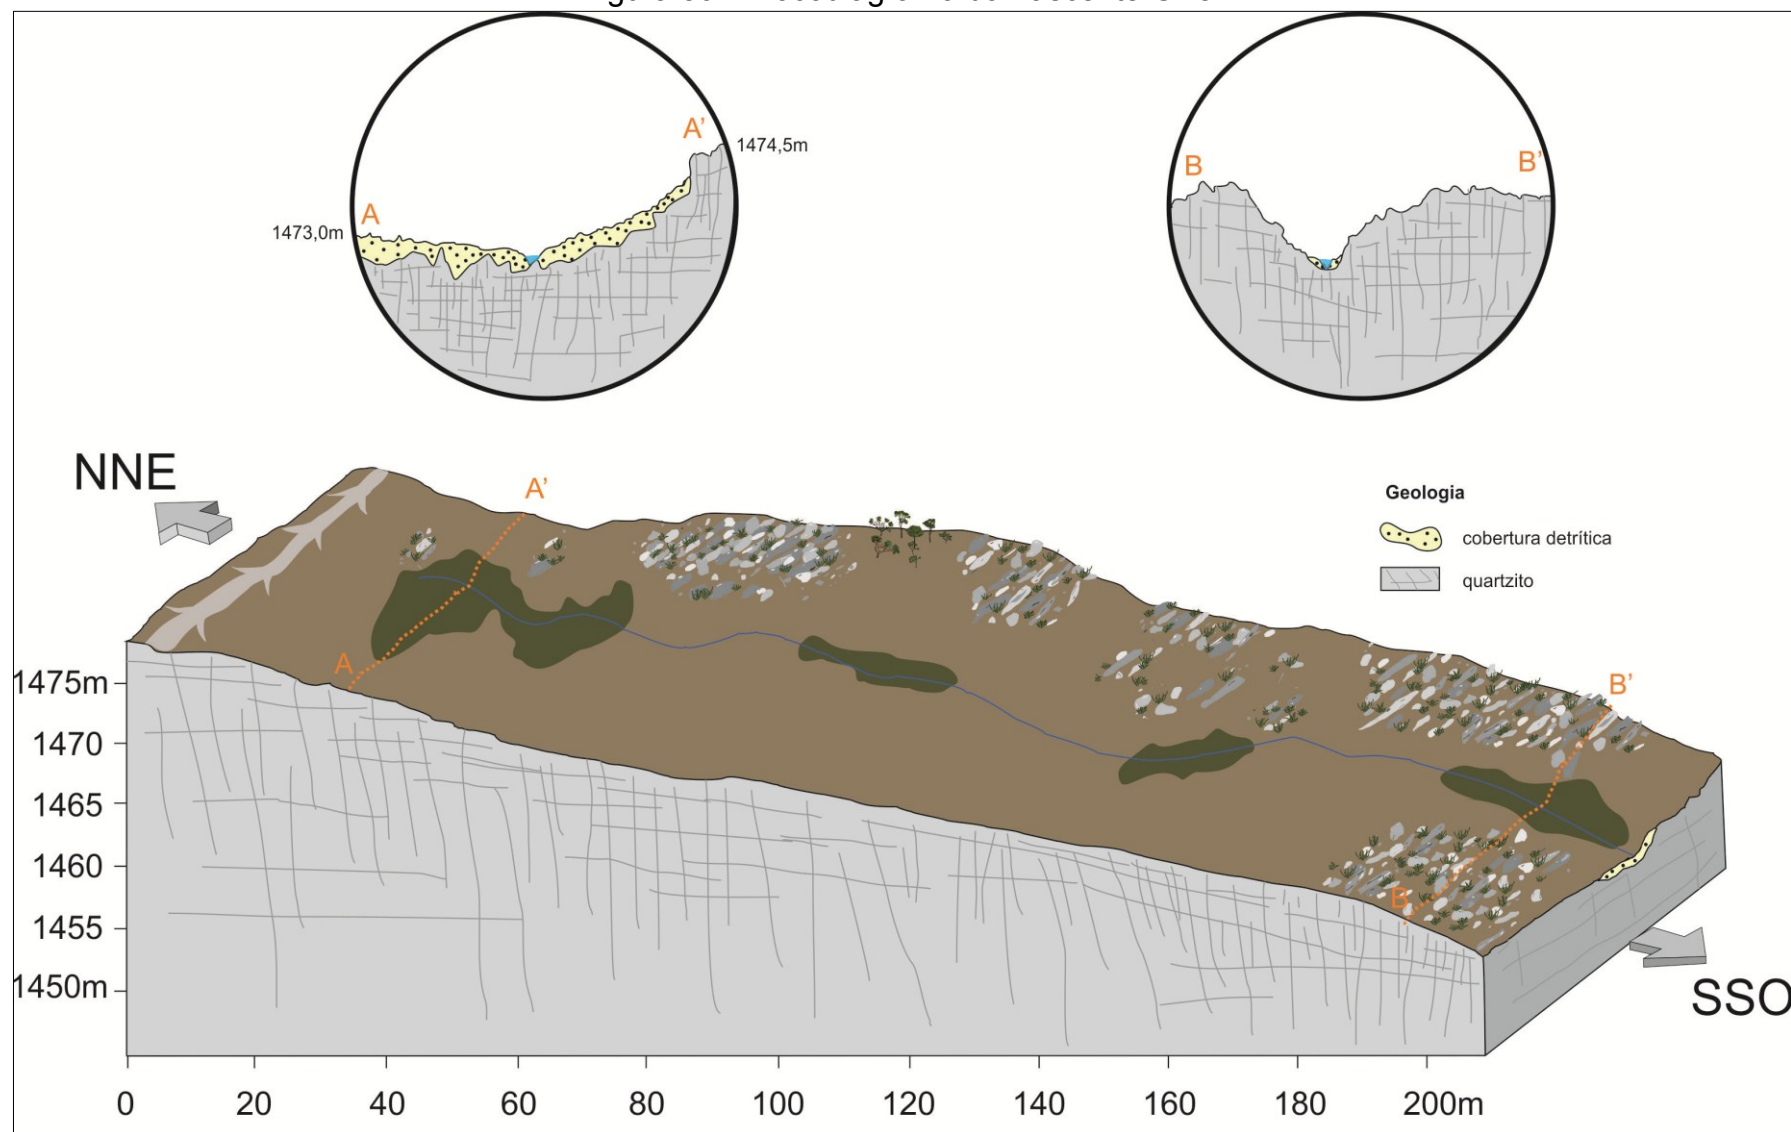 A’
1474,5m
A
1473,0m
B
B’
NNE
A’
Geologia
cobertura detrítica
quartzito
A
B’
1475m
1470
1465
1460
B
1455
1450m
SSO
0 20 40 60 80 100 120 140 160 180 200m